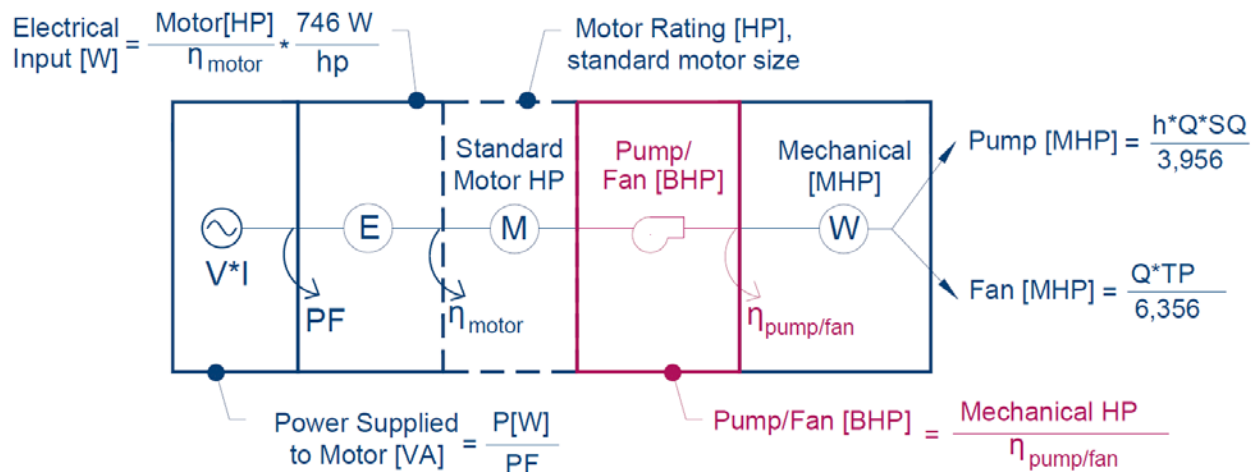 Electrical
Input [W] = Motor[HP] / ηmotor * 746 W / hp
Motor Rating [HP],
standard motor size
Standard
Motor HP
Pump/
Fan [BHP]
Mechanical
[MHP]
Pump [MHP] = h*Q*SQ / 3,956
E
M
W
V*I
PF
ηmotor
ηpump/fan
Fan [MHP] = Q*TP / 6,356
Power Supplied
to Motor [VA] = P[W] / PF
Pump/Fan [BHP] = Mechanical HP / ηpump/fan